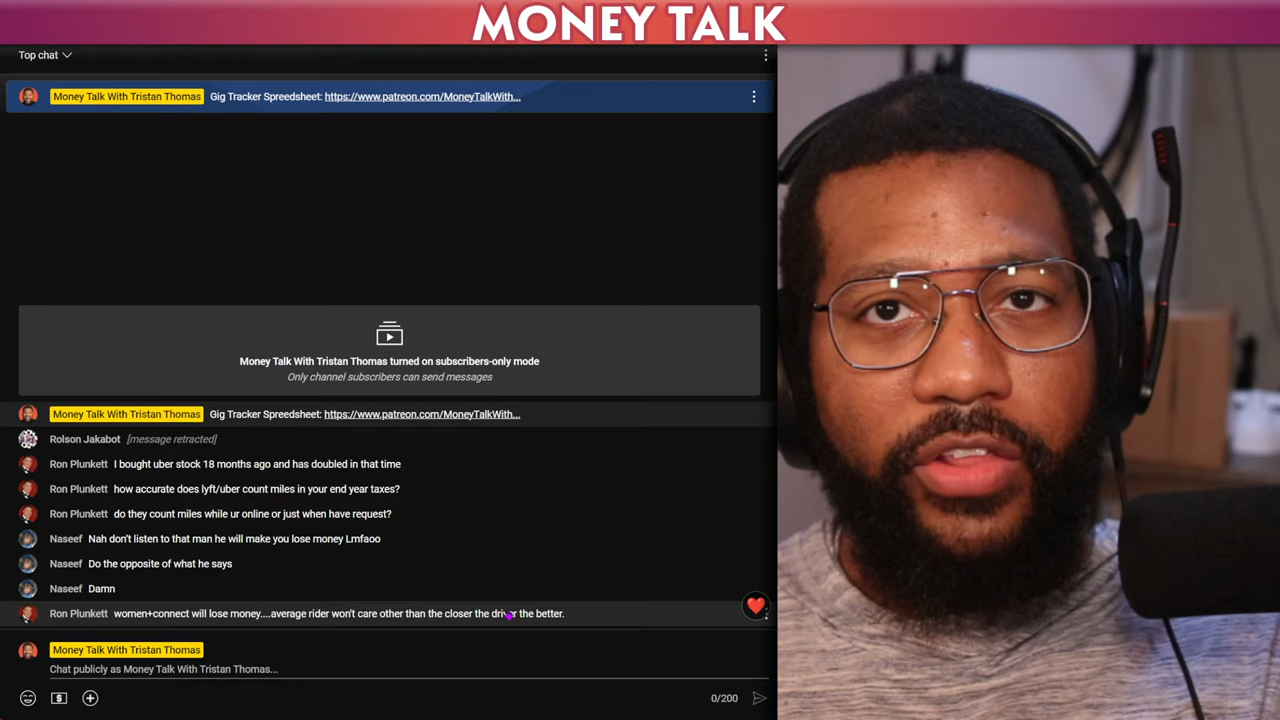 MONEY TALK
Top chat
Money Talk With Tristan Thomas Gig Tracker Spreedsheet: https://www.patreon.com/MoneyTalkWith...
Money Talk With Tristan Thomas turned on subscribers-only mode
Only channel subscribers can send messages
Money Talk With Tristan Thomas Gig Tracker Spreedsheet: https://www.patreon.com/MoneyTalkWith...
Rolson Jakabot [message retracted]
Ron Plunkett I bought uber stock 18 months ago and has doubled in that time
Ron Plunkett how accurate does lyft/uber count miles in your end year taxes?
Ron Plunkett do they count miles while ur online or just when have request?
Naseef Nah don't listen to that man he will make you lose money Lmfaoo
Naseef Do the opposite of what he says
Naseef Damn
Ron Plunkett women+connect will lose money....average rider won't care other than the closer the driver the better.
Money Talk With Tristan Thomas
Chat publicly as Money Talk With Tristan Thomas...
0/200